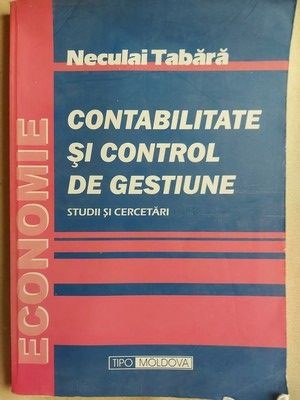 Neculai Tabără
CONTABILITATE
ŞI CONTROL
DE GESTIUNE
STUDII ŞI CERCETĂRI
ECONOMIE
TIPO MOLDOVA